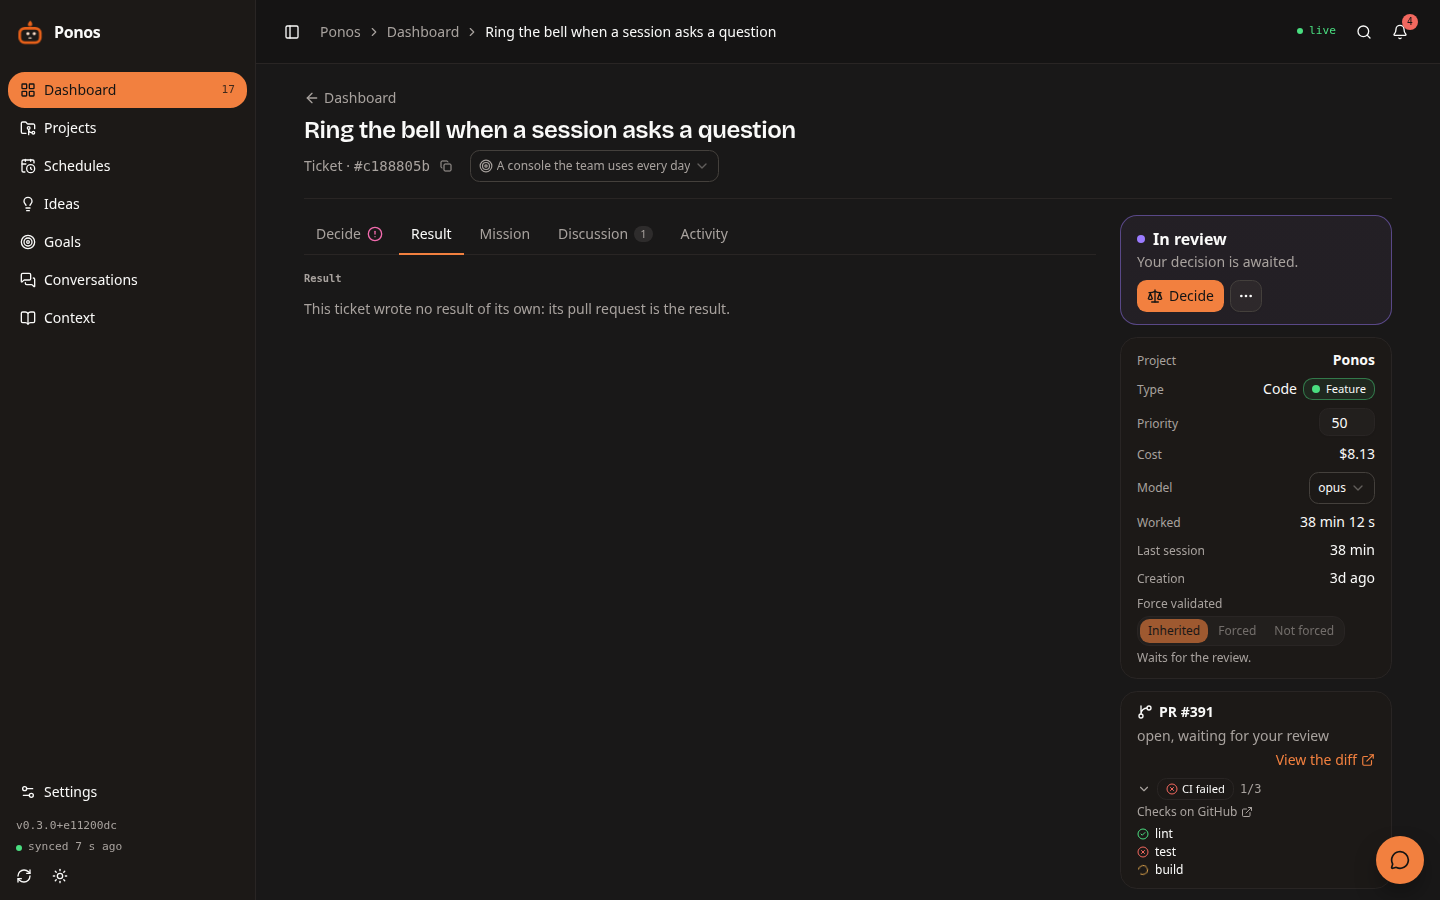 Ponos
Dashboard 17
Projects
Schedules
Ideas
Goals
Conversations
Context
Settings
v0.3.0+e11200dc
synced 7 s ago
Ponos > Dashboard > Ring the bell when a session asks a question
live
4
Dashboard
Ring the bell when a session asks a question
Ticket · #c188805b
A console the team uses every day
Decide
Result
Mission
Discussion 1
Activity
Result
This ticket wrote no result of its own: its pull request is the result.
In review
Your decision is awaited.
Decide
Project Ponos
Type Code Feature
Priority 50
Cost $8.13
Model opus
Worked 38 min 12 s
Last session 38 min
Creation 3d ago
Force validated
Inherited Forced Not forced
Waits for the review.
PR #391
open, waiting for your review
View the diff
CI failed 1/3
Checks on GitHub
lint
test
build